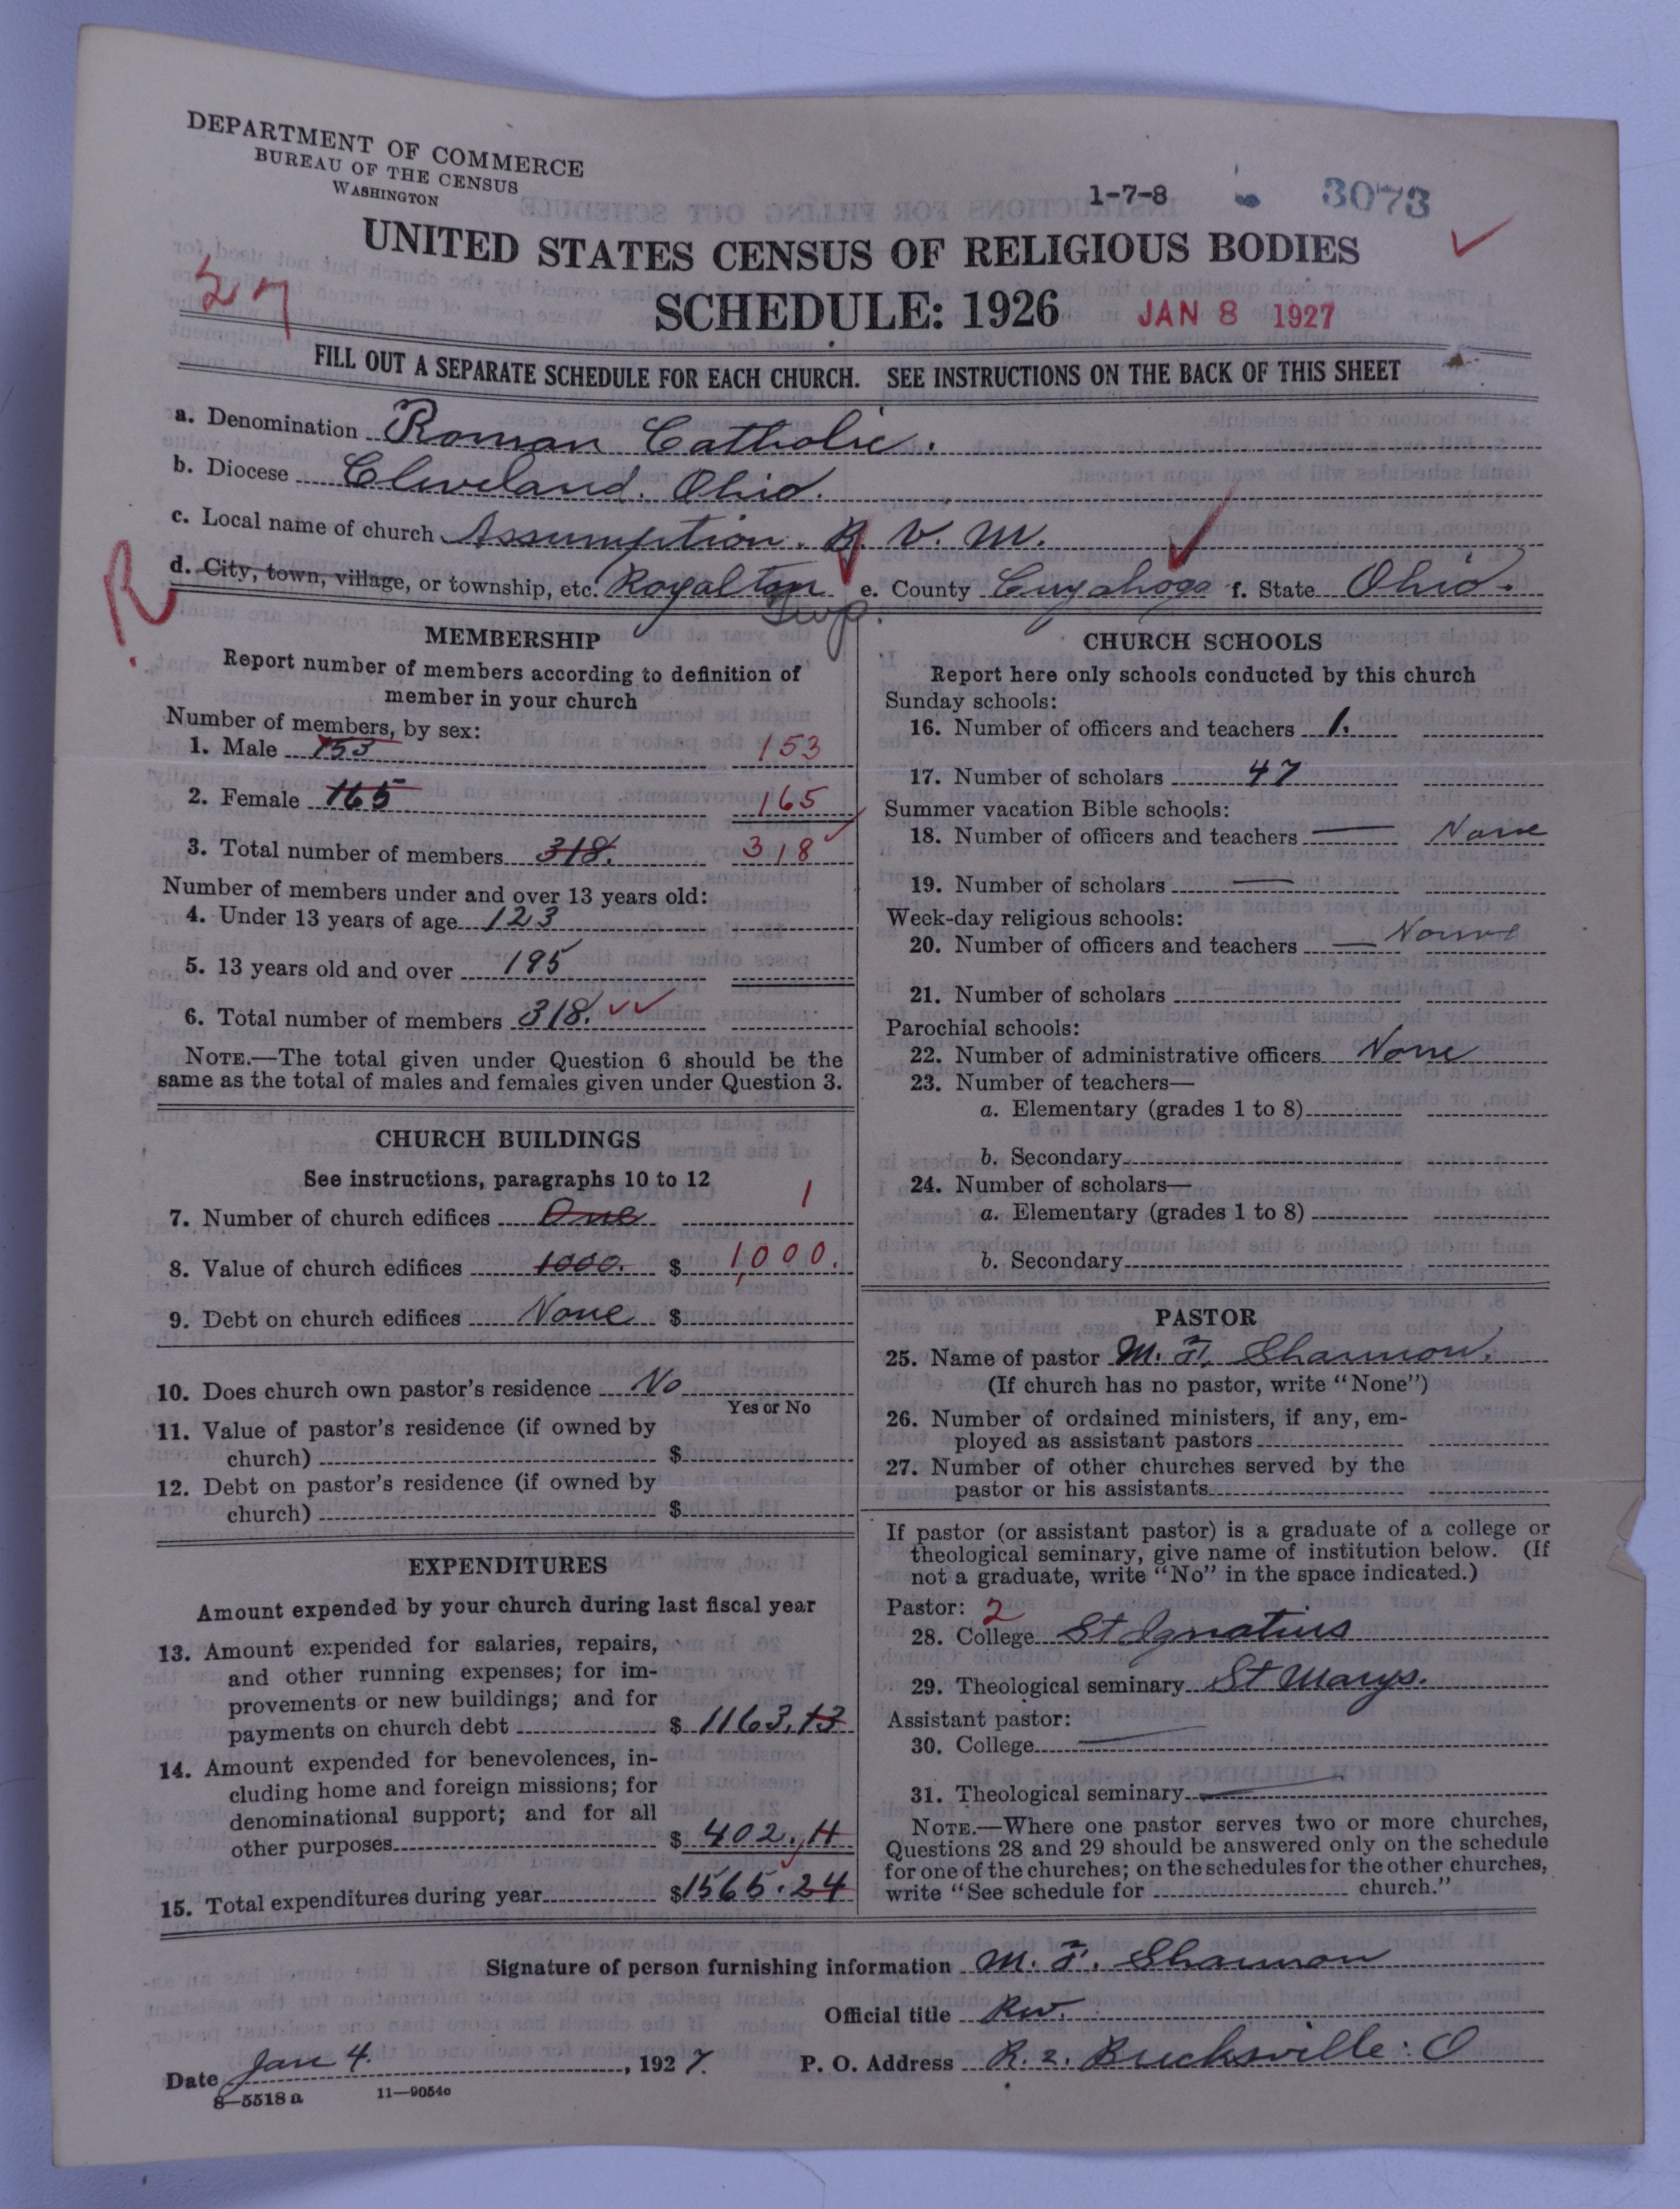 DEPARTMENT OF COMMERCE
BUREAU OF THE CENSUS
WASHINGTON
1-7-8 3073
UNITED STATES CENSUS OF RELIGIOUS BODIES
SCHEDULE: 1926 JAN 8 1927
FILL OUT A SEPARATE SCHEDULE FOR EACH CHURCH. SEE INSTRUCTIONS ON THE BACK OF THIS SHEET
a. Denomination Roman Catholic.
b. Diocese Cleveland. Ohio.
c. Local name of church Assumption. B. V. M.
R
d. City, town, village, or township, etc. Royalton Twp. e. County Cuyahoga f. State Ohio.
MEMBERSHIP
Report number of members according to definition of
member in your church
Number of members, by sex:
1. Male 153 153
2. Female 165 165
3. Total number of members 318. 318
Number of members under and over 13 years old:
4. Under 13 years of age 123
5. 13 years old and over 195
6. Total number of members 318.
NOTE.—The total given under Question 6 should be the
same as the total of males and females given under Question 3.
CHURCH BUILDINGS
See instructions, paragraphs 10 to 12
7. Number of church edifices One 1
8. Value of church edifices 1000. $ 1,000.
9. Debt on church edifices None $
10. Does church own pastor's residence No
Yes or No
11. Value of pastor's residence (if owned by
church) $
12. Debt on pastor's residence (if owned by
church) $
EXPENDITURES
Amount expended by your church during last fiscal year
13. Amount expended for salaries, repairs,
and other running expenses; for im-
provements or new buildings; and for
payments on church debt $ 1163.13
14. Amount expended for benevolences, in-
cluding home and foreign missions; for
denominational support; and for all
other purposes $ 402.11
15. Total expenditures during year $1565.24
CHURCH SCHOOLS
Report here only schools conducted by this church
Sunday schools:
16. Number of officers and teachers 1.
17. Number of scholars 47
Summer vacation Bible schools:
18. Number of officers and teachers — None
19. Number of scholars —
Week-day religious schools:
20. Number of officers and teachers — None
21. Number of scholars
Parochial schools:
22. Number of administrative officers None
23. Number of teachers—
a. Elementary (grades 1 to 8)
b. Secondary
24. Number of scholars—
a. Elementary (grades 1 to 8)
b. Secondary
PASTOR
25. Name of pastor M. F. Shannon.
(If church has no pastor, write "None")
26. Number of ordained ministers, if any, em-
ployed as assistant pastors
27. Number of other churches served by the
pastor or his assistants
If pastor (or assistant pastor) is a graduate of a college or
theological seminary, give name of institution below. (If
not a graduate, write "No" in the space indicated.)
Pastor: 2
28. College St Ignatius
29. Theological seminary St Marys.
Assistant pastor:
30. College —
31. Theological seminary —
NOTE.—Where one pastor serves two or more churches,
Questions 28 and 29 should be answered only on the schedule
for one of the churches; on the schedules for the other churches,
write "See schedule for church."
Signature of person furnishing information M. F. Shannon
Official title Rev.
Date Jan 4. , 1927. P. O. Address R. 2. Brecksville. O
8—5518 a 11—9054c